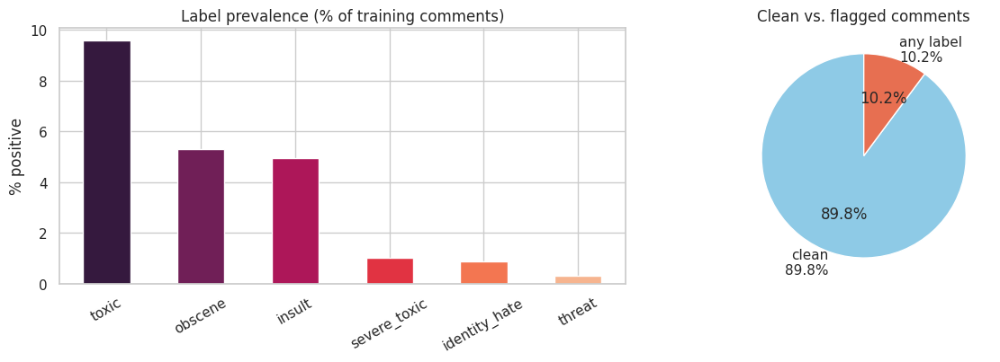 Label prevalence (% of training comments)
% positive
10
8
6
4
2
0
toxic
obscene
insult
severe_toxic
identity_hate
threat
Clean vs. flagged comments
any label
10.2%
10.2%
89.8%
clean
89.8%